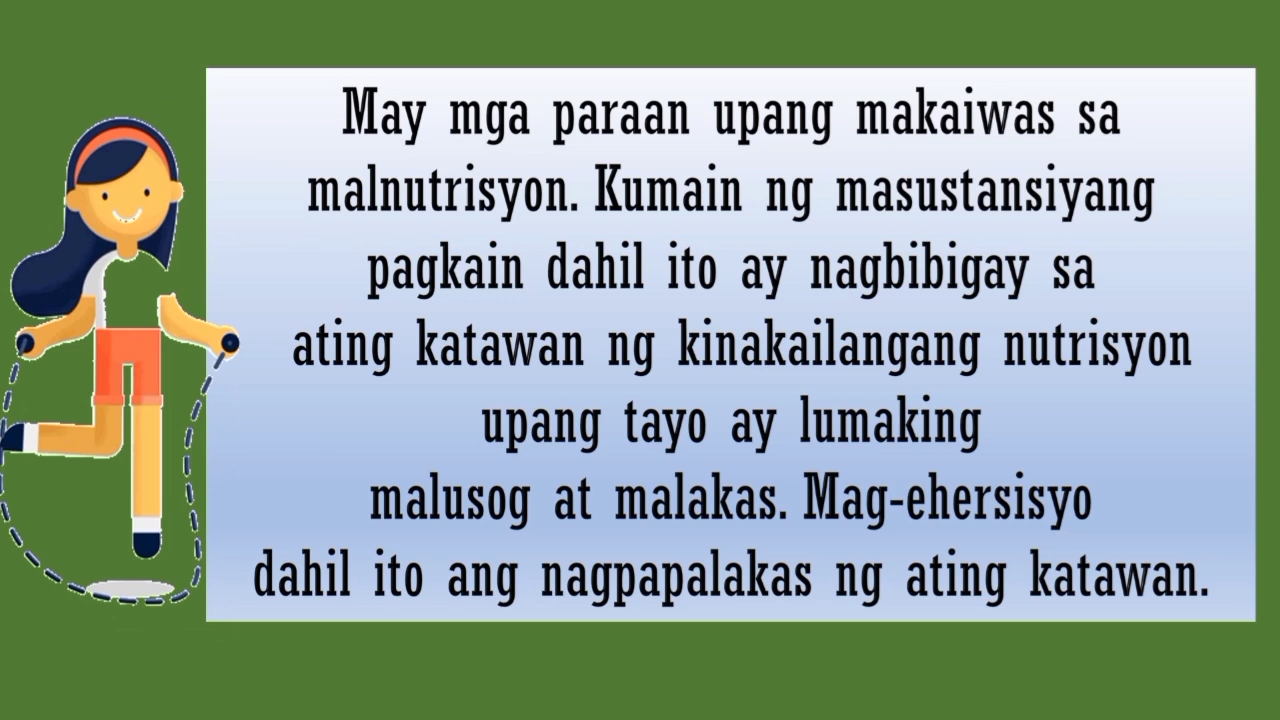 May mga paraan upang makaiwas sa
malnutrisyon. Kumain ng masustansiyang
pagkain dahil ito ay nagbibigay sa
ating katawan ng kinakailangang nutrisyon
upang tayo ay lumaking
malusog at malakas. Mag-ehersisyo
dahil ito ang nagpapalakas ng ating katawan.